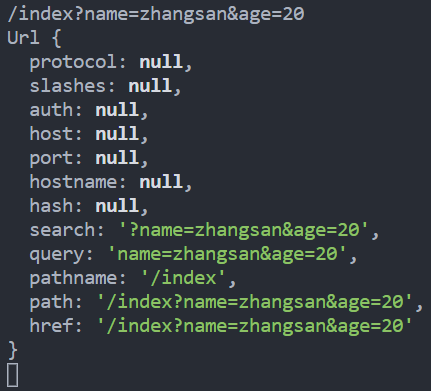 /index?name=zhangsan&age=20
Url {
  protocol: null,
  slashes: null,
  auth: null,
  host: null,
  port: null,
  hostname: null,
  hash: null,
  search: '?name=zhangsan&age=20',
  query: 'name=zhangsan&age=20',
  pathname: '/index',
  path: '/index?name=zhangsan&age=20',
  href: '/index?name=zhangsan&age=20'
}